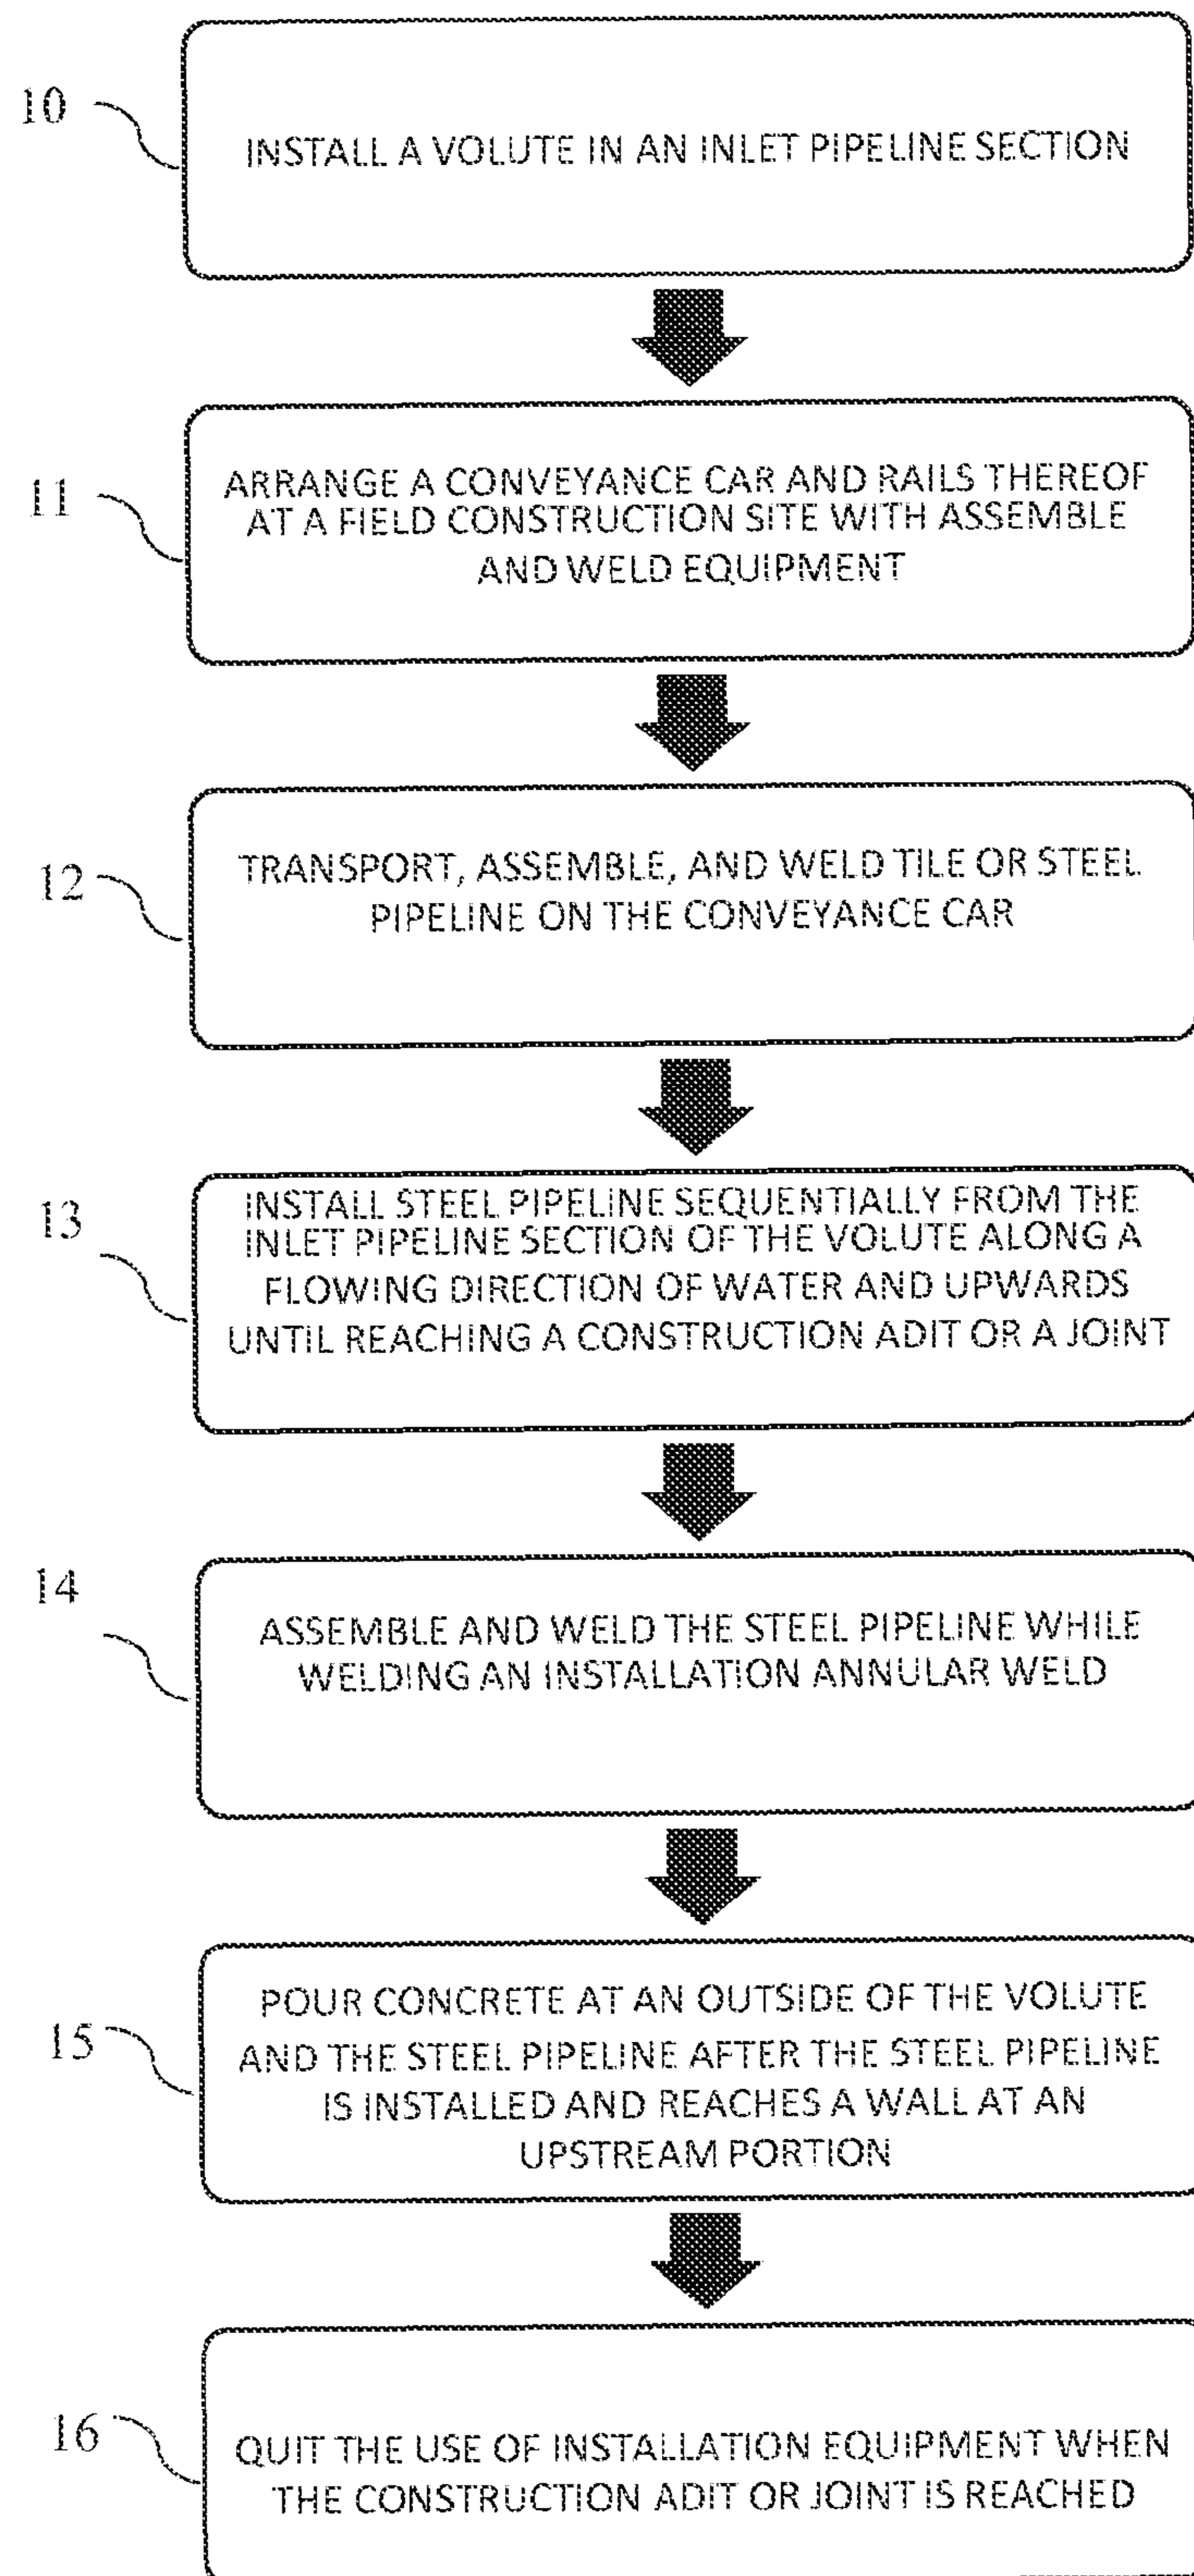 10
INSTALL A VOLUTE IN AN INLET PIPELINE SECTION
11
ARRANGE A CONVEYANCE CAR AND RAILS THEREOF
AT A FIELD CONSTRUCTION SITE WITH ASSEMBLE
AND WELD EQUIPMENT
12
TRANSPORT, ASSEMBLE, AND WELD TILE OR STEEL
PIPELINE ON THE CONVEYANCE CAR
13
INSTALL STEEL PIPELINE SEQUENTIALLY FROM THE
INLET PIPELINE SECTION OF THE VOLUTE ALONG A
FLOWING DIRECTION OF WATER AND UPWARDS
UNTIL REACHING A CONSTRUCTION ADIT OR A JOINT
14
ASSEMBLE AND WELD THE STEEL PIPELINE WHILE
WELDING AN INSTALLATION ANNULAR WELD
15
POUR CONCRETE AT AN OUTSIDE OF THE VOLUTE
AND THE STEEL PIPELINE AFTER THE STEEL PIPELINE
IS INSTALLED AND REACHES A WALL AT AN
UPSTREAM PORTION
16
QUIT THE USE OF INSTALLATION EQUIPMENT WHEN
THE CONSTRUCTION ADIT OR JOINT IS REACHED